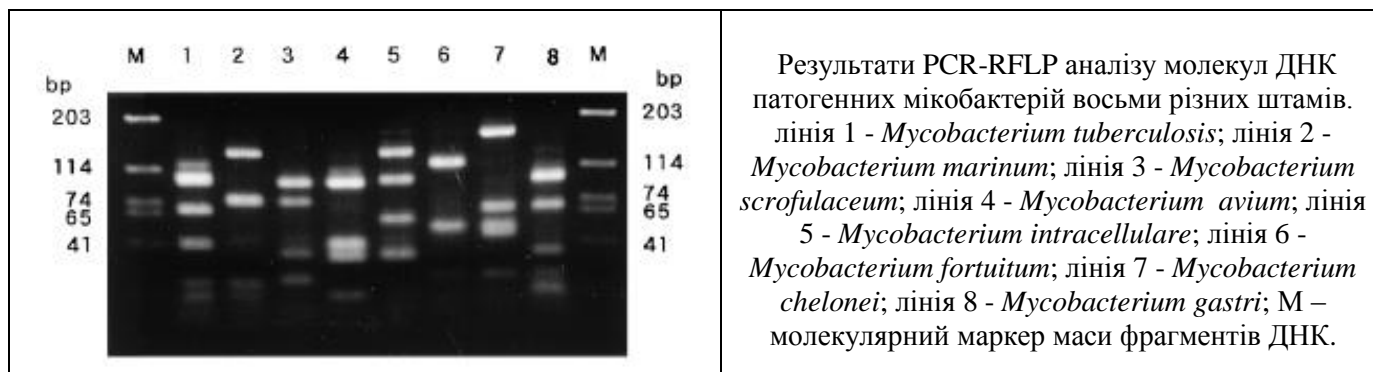 M 1 2 3 4 5 6 7 8 M
bp bp
203 203
114 114
74 74
65 65
41 41
Результати PCR-RFLP аналізу молекул ДНК
патогенних мікобактерій восьми різних штамів.
лінія 1 - Mycobacterium tuberculosis; лінія 2 -
Mycobacterium marinum; лінія 3 - Mycobacterium
scrofulaceum; лінія 4 - Mycobacterium avium; лінія
5 - Mycobacterium intracellulare; лінія 6 -
Mycobacterium fortuitum; лінія 7 - Mycobacterium
chelonei; лінія 8 - Mycobacterium gastri; М –
молекулярний маркер маси фрагментів ДНК.